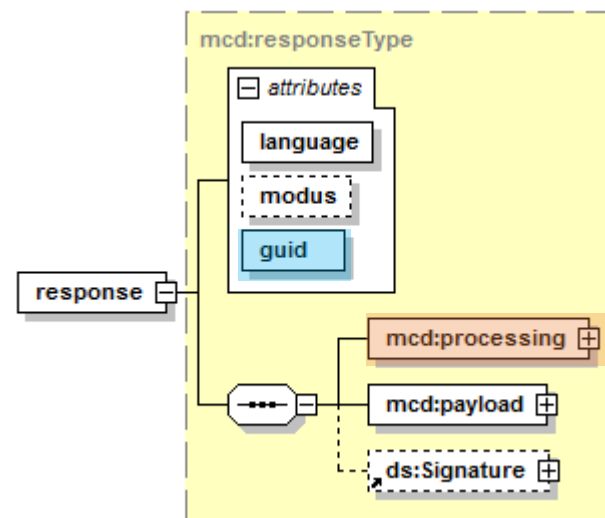 mcd:responseType
attributes
language
modus
guid
response
mcd:processing
mcd:payload
ds:Signature